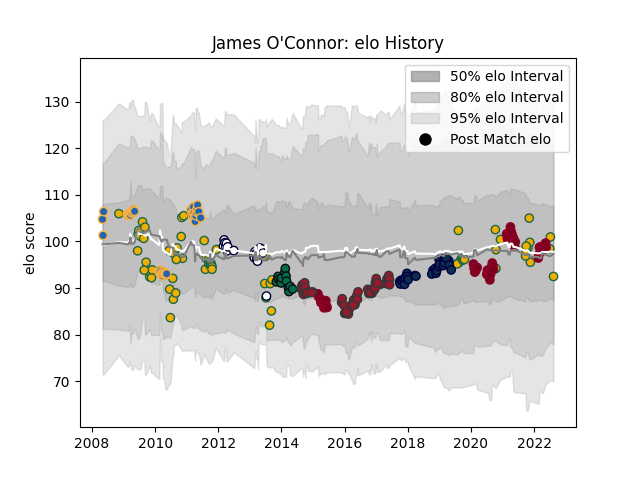 James O'Connor: elo History
50% elo Interval
80% elo Interval
95% elo Interval
Post Match elo
elo score
130
120
110
100
90
80
70
2008 2010 2012 2014 2016 2018 2020 2022